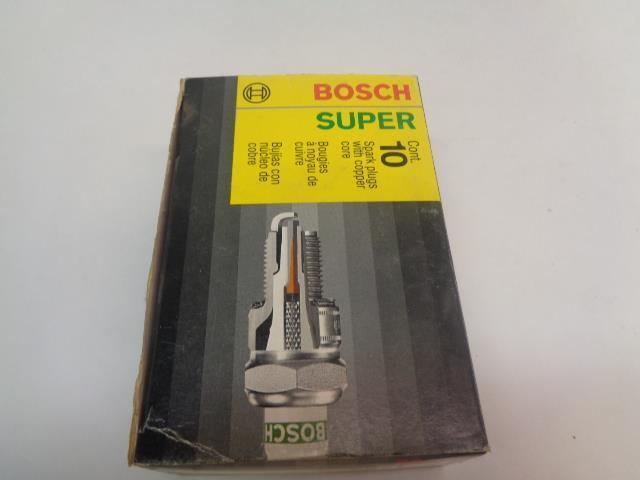 BOSCH
SUPER
Cont.
10
Spark plugs
with copper
core
Bougies
à noyau de
cuivre
Bujías con
núcleo de
cobre
BOSCH